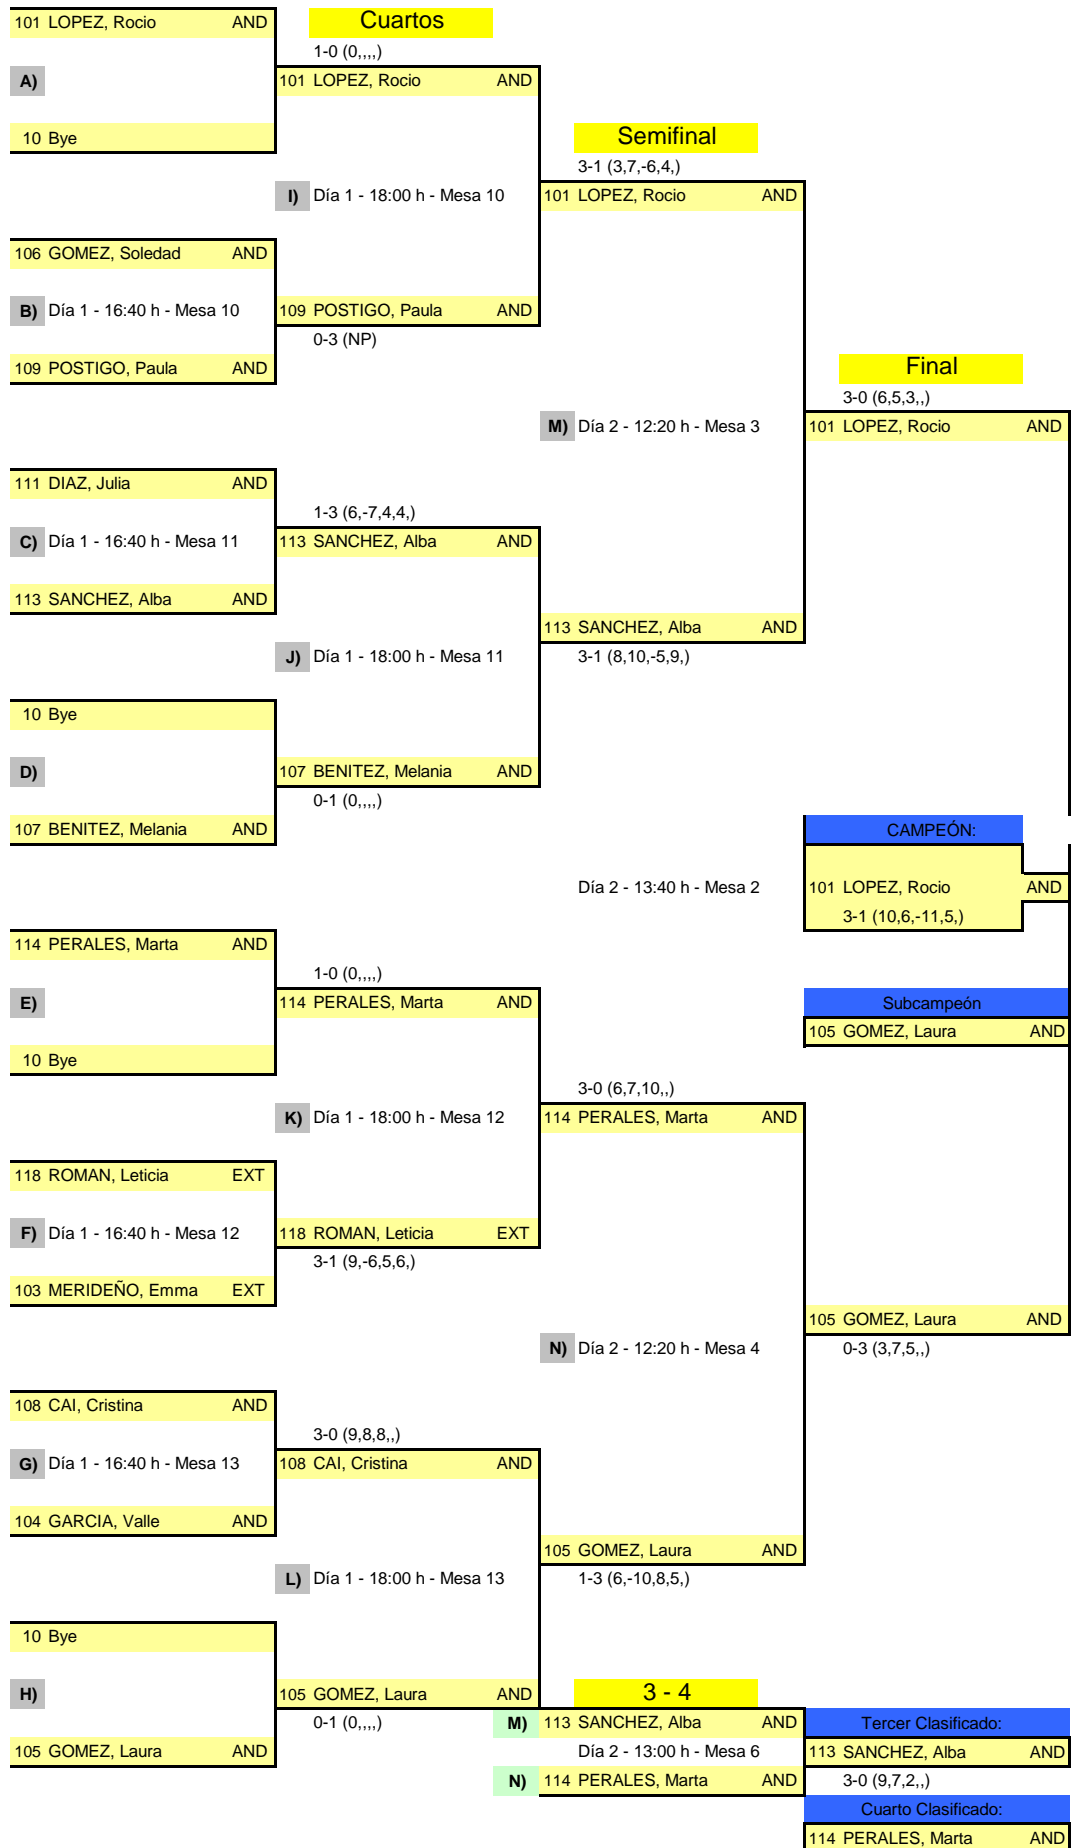 101 LOPEZ, Rocio AND
Cuartos
1-0 (0,,,,)
A)
101 LOPEZ, Rocio AND
10 Bye
Semifinal
3-1 (3,7,-6,4,)
I) Día 1 - 18:00 h - Mesa 10
101 LOPEZ, Rocio AND
106 GOMEZ, Soledad AND
B) Día 1 - 16:40 h - Mesa 10
109 POSTIGO, Paula AND
0-3 (NP)
109 POSTIGO, Paula AND
Final
3-0 (6,5,3,,)
M) Día 2 - 12:20 h - Mesa 3
101 LOPEZ, Rocio AND
111 DIAZ, Julia AND
1-3 (6,-7,4,4,)
C) Día 1 - 16:40 h - Mesa 11
113 SANCHEZ, Alba AND
113 SANCHEZ, Alba AND
113 SANCHEZ, Alba AND
J) Día 1 - 18:00 h - Mesa 11
3-1 (8,10,-5,9,)
10 Bye
D)
107 BENITEZ, Melania AND
0-1 (0,,,,)
107 BENITEZ, Melania AND
CAMPEÓN:
Día 2 - 13:40 h - Mesa 2
101 LOPEZ, Rocio AND
3-1 (10,6,-11,5,)
114 PERALES, Marta AND
1-0 (0,,,,)
E)
114 PERALES, Marta AND
Subcampeón
105 GOMEZ, Laura AND
10 Bye
3-0 (6,7,10,,)
K) Día 1 - 18:00 h - Mesa 12
114 PERALES, Marta AND
118 ROMAN, Leticia EXT
F) Día 1 - 16:40 h - Mesa 12
118 ROMAN, Leticia EXT
3-1 (9,-6,5,6,)
103 MERIDEÑO, Emma EXT
105 GOMEZ, Laura AND
N) Día 2 - 12:20 h - Mesa 4
0-3 (3,7,5,,)
108 CAI, Cristina AND
3-0 (9,8,8,,)
G) Día 1 - 16:40 h - Mesa 13
108 CAI, Cristina AND
104 GARCIA, Valle AND
105 GOMEZ, Laura AND
L) Día 1 - 18:00 h - Mesa 13
1-3 (6,-10,8,5,)
10 Bye
H)
105 GOMEZ, Laura AND
3 - 4
0-1 (0,,,,)
M) 113 SANCHEZ, Alba AND
Tercer Clasificado:
105 GOMEZ, Laura AND
Día 2 - 13:00 h - Mesa 6
113 SANCHEZ, Alba AND
N) 114 PERALES, Marta AND
3-0 (9,7,2,,)
Cuarto Clasificado:
114 PERALES, Marta AND